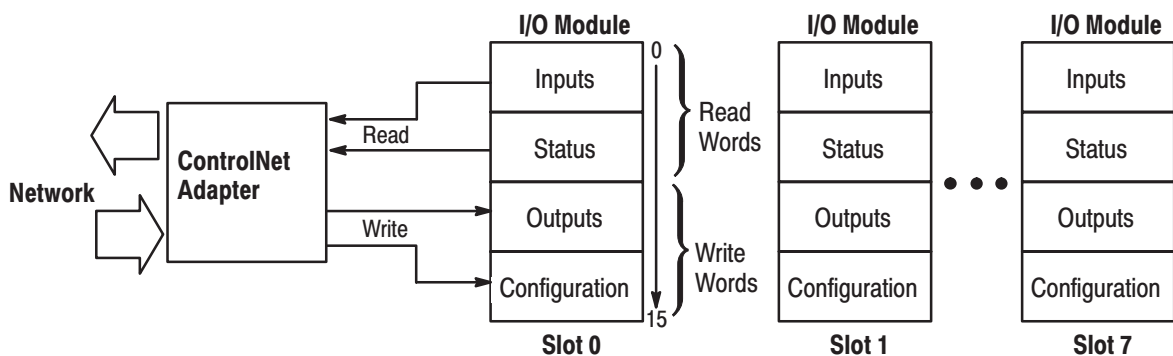 I/O Module
I/O Module
I/O Module
0
Inputs
Inputs
Inputs
Read
Words
Read
ControlNet
Adapter
Status
Status
Status
Network
Outputs
Outputs
Outputs
Write
Write
Words
Configuration
Configuration
Configuration
15
Slot 0
Slot 1
Slot 7